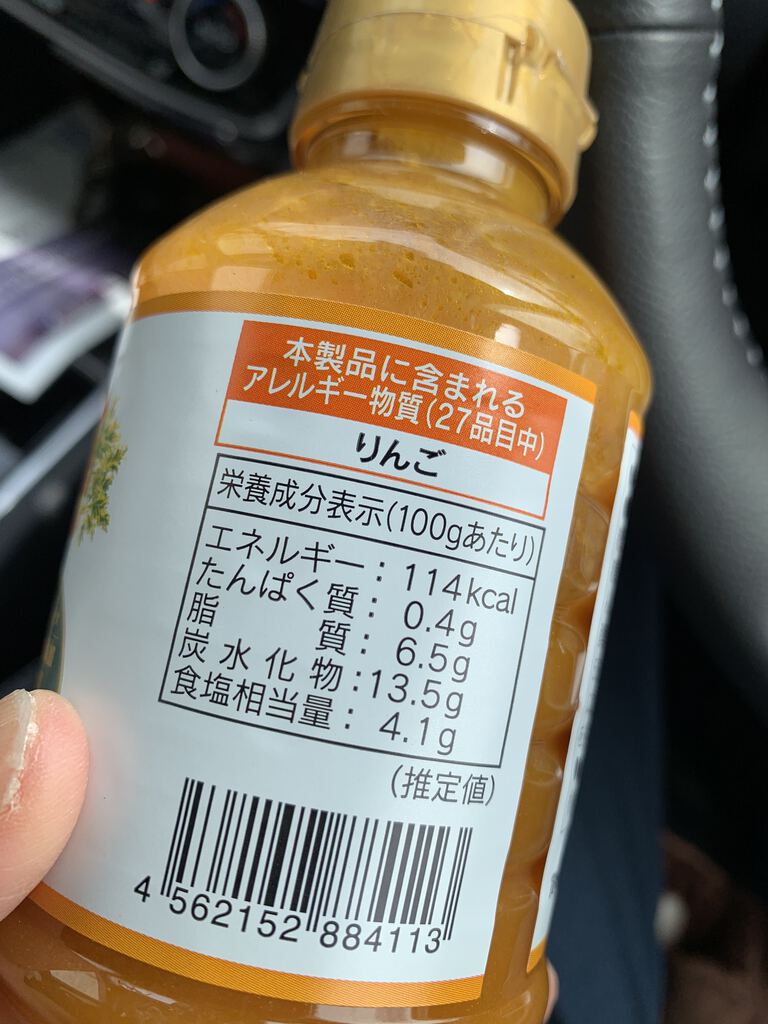 本製品に含まれる
アレルギー物質(27品目中)
りんご
栄養成分表示(100gあたり)
エネルギー：114kcal
たんぱく質：0.4g
脂質：6.5g
炭水化物：13.5g
食塩相当量：4.1g
(推定値)
4 562152 884113